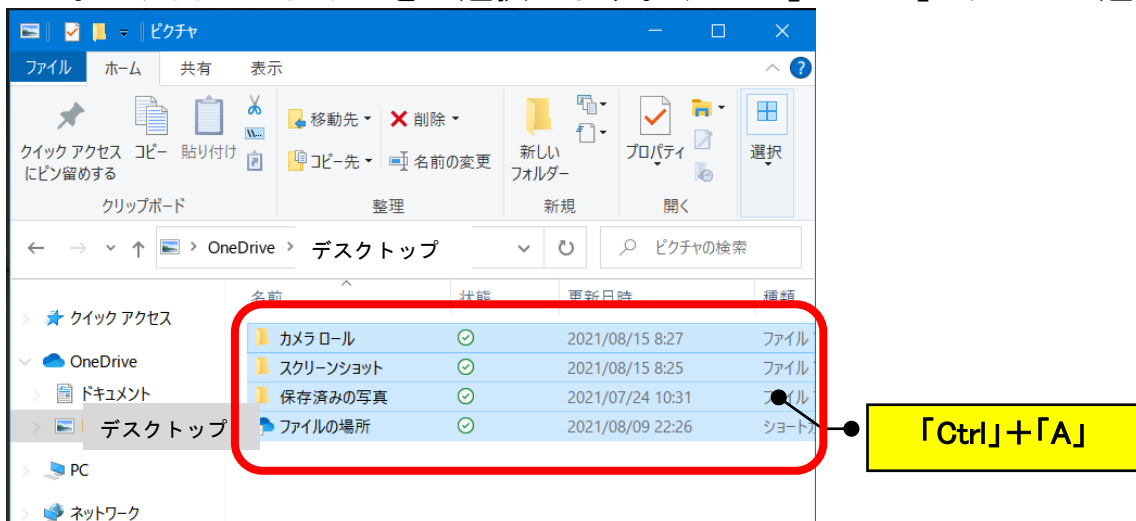 ピクチャ
ファイル ホーム 共有 表示
移動先 削除
クイック アクセス コピー 貼り付け コピー先 名前の変更 新しい プロパティ 選択
にピン留めする フォルダー
クリップボード 整理 新規 開く
OneDrive > デスクトップ ピクチャの検索
名前 状態 更新日時 種類
クイック アクセス
カメラ ロール 2021/08/15 8:27 ファイル
OneDrive スクリーンショット 2021/08/15 8:25 ファイル
ドキュメント 保存済みの写真 2021/07/24 10:31 ファイル
デスクトップ ファイルの場所 2021/08/09 22:26 ショートカ
「Ctrl」+「A」
PC
ネットワーク